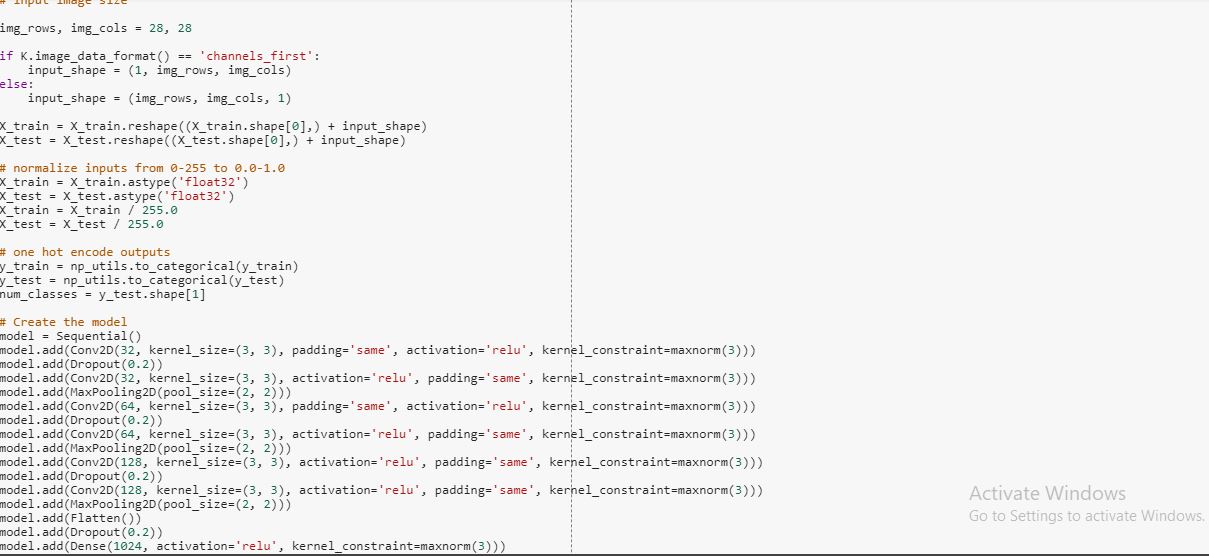 # Input image size
img_rows, img_cols = 28, 28
if K.image_data_format() == 'channels_first':
    input_shape = (1, img_rows, img_cols)
else:
    input_shape = (img_rows, img_cols, 1)
X_train = X_train.reshape((X_train.shape[0],) + input_shape)
X_test = X_test.reshape((X_test.shape[0],) + input_shape)
# normalize inputs from 0-255 to 0.0-1.0
X_train = X_train.astype('float32')
X_test = X_test.astype('float32')
X_train = X_train / 255.0
X_test = X_test / 255.0
# one hot encode outputs
y_train = np_utils.to_categorical(y_train)
y_test = np_utils.to_categorical(y_test)
num_classes = y_test.shape[1]
# Create the model
model = Sequential()
model.add(Conv2D(32, kernel_size=(3, 3), padding='same', activation='relu', kernel_constraint=maxnorm(3)))
model.add(Dropout(0.2))
model.add(Conv2D(32, kernel_size=(3, 3), activation='relu', padding='same', kernel_constraint=maxnorm(3)))
model.add(MaxPooling2D(pool_size=(2, 2)))
model.add(Conv2D(64, kernel_size=(3, 3), padding='same', activation='relu', kernel_constraint=maxnorm(3)))
model.add(Dropout(0.2))
model.add(Conv2D(64, kernel_size=(3, 3), activation='relu', padding='same', kernel_constraint=maxnorm(3)))
model.add(MaxPooling2D(pool_size=(2, 2)))
model.add(Conv2D(128, kernel_size=(3, 3), activation='relu', padding='same', kernel_constraint=maxnorm(3)))
model.add(Dropout(0.2))
model.add(Conv2D(128, kernel_size=(3, 3), activation='relu', padding='same', kernel_constraint=maxnorm(3)))
model.add(MaxPooling2D(pool_size=(2, 2)))
model.add(Flatten())
model.add(Dropout(0.2))
model.add(Dense(1024, activation='relu', kernel_constraint=maxnorm(3)))
Activate Windows
Go to Settings to activate Windows.